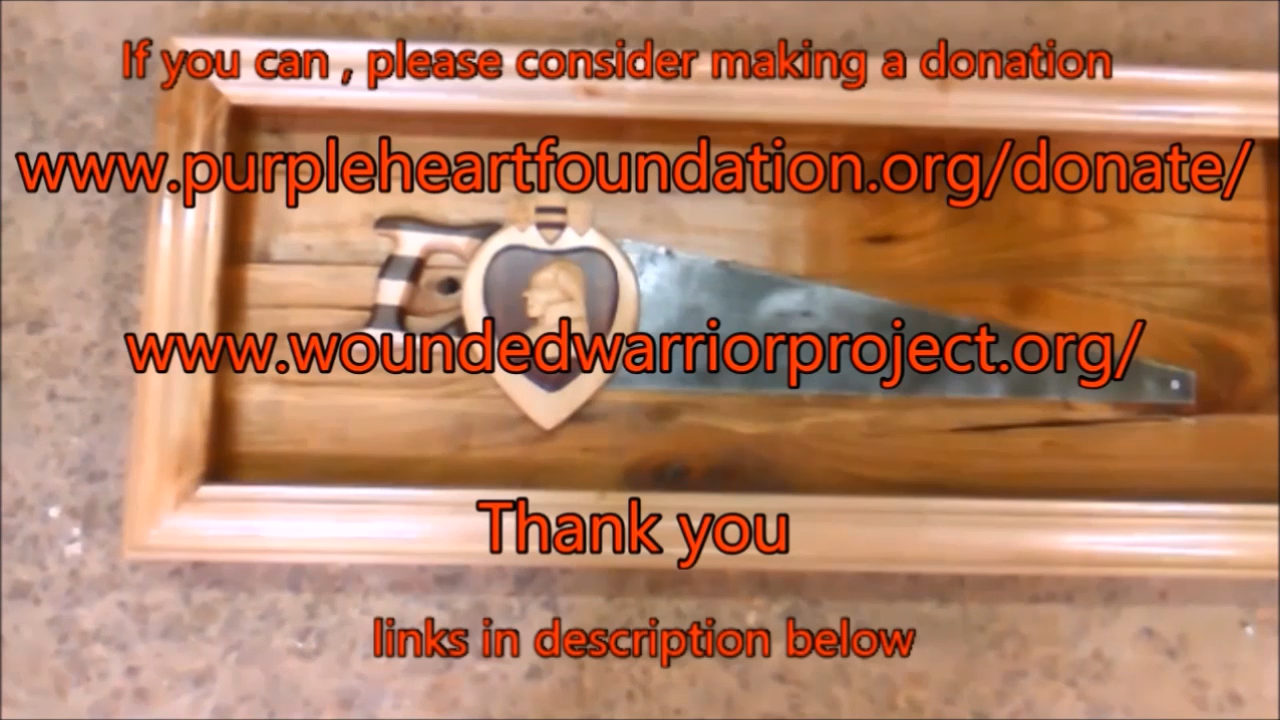 If you can , please consider making a donation
www.purpleheartfoundation.org/donate/
www.woundedwarriorproject.org/
Thank you
links in description below